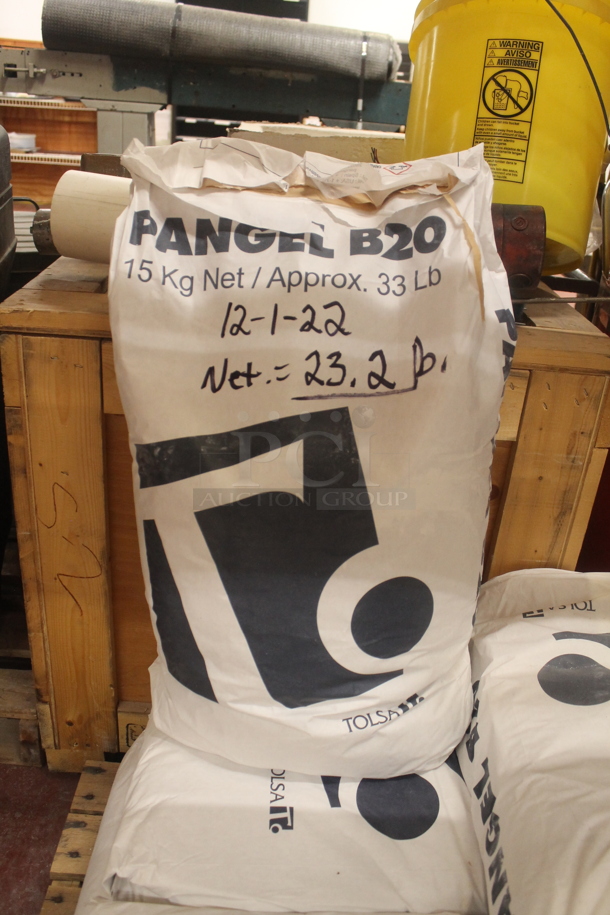 WARNING
AVISO
AVERTISSEMENT
PANGEL B20
15 Kg Net / Approx. 33 Lb
12-1-22
Net. = 23.2 lb.
PCI
AUCTION GROUP
TOLSA
TOLSA
TOLSA